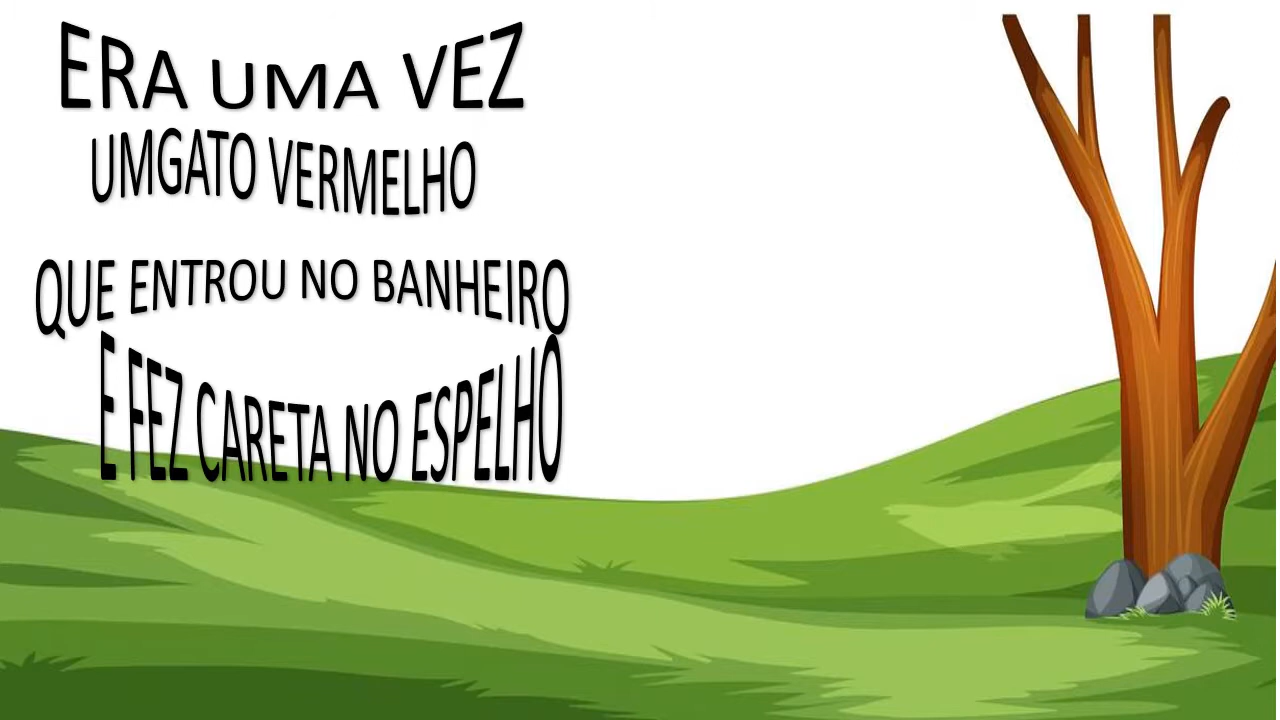 ERA UMA VEZ
UMGATO VERMELHO
QUE ENTROU NO BANHEIRO
E FEZ CARETA NO ESPELHO